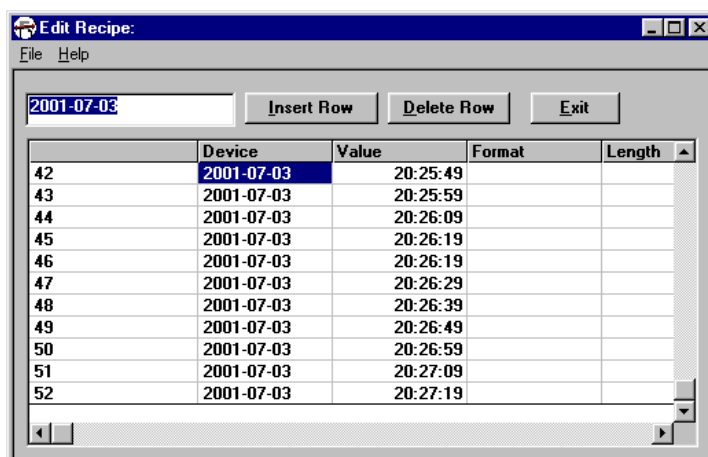 Edit Recipe:
File Help
2001-07-03 Insert Row Delete Row Exit
Device Value Format Length
42 2001-07-03 20:25:49
43 2001-07-03 20:25:59
44 2001-07-03 20:26:09
45 2001-07-03 20:26:19
46 2001-07-03 20:26:19
47 2001-07-03 20:26:29
48 2001-07-03 20:26:39
49 2001-07-03 20:26:49
50 2001-07-03 20:26:59
51 2001-07-03 20:27:09
52 2001-07-03 20:27:19